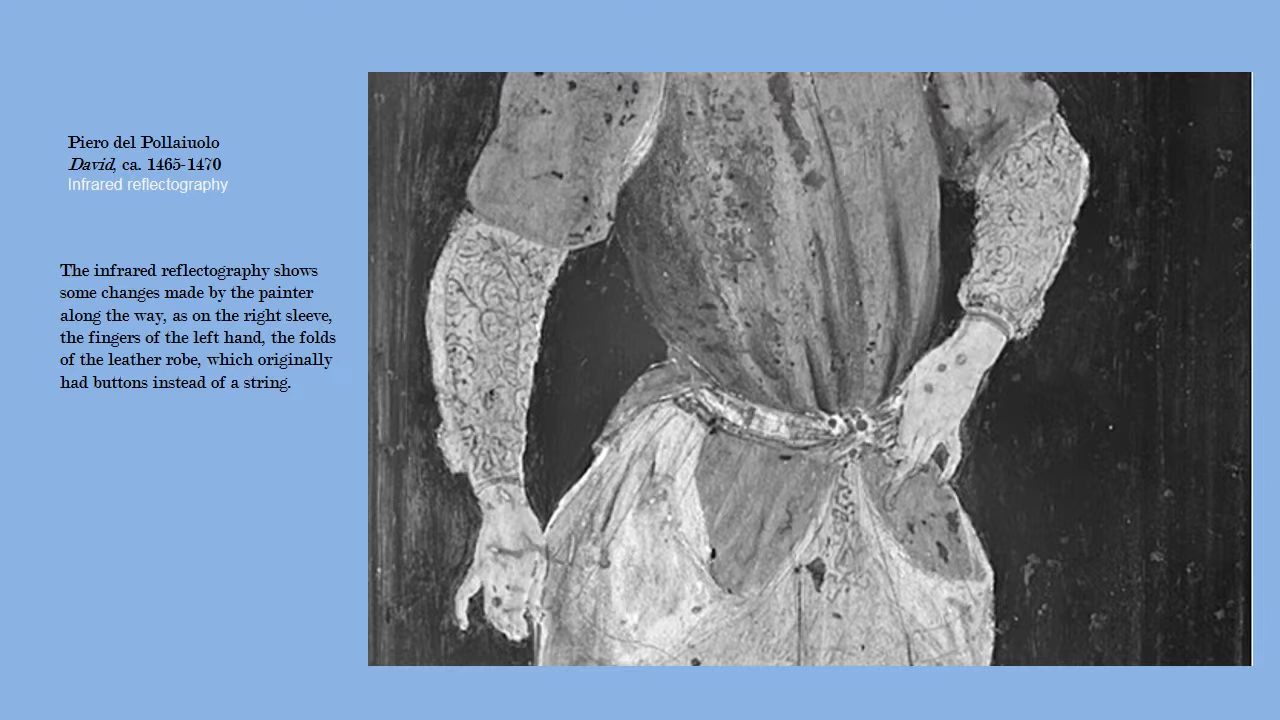 Piero del Pollaiuolo
David, ca. 1465-1470
Infrared reflectography
The infrared reflectography shows
some changes made by the painter
along the way, as on the right sleeve,
the fingers of the left hand, the folds
of the leather robe, which originally
had buttons instead of a string.